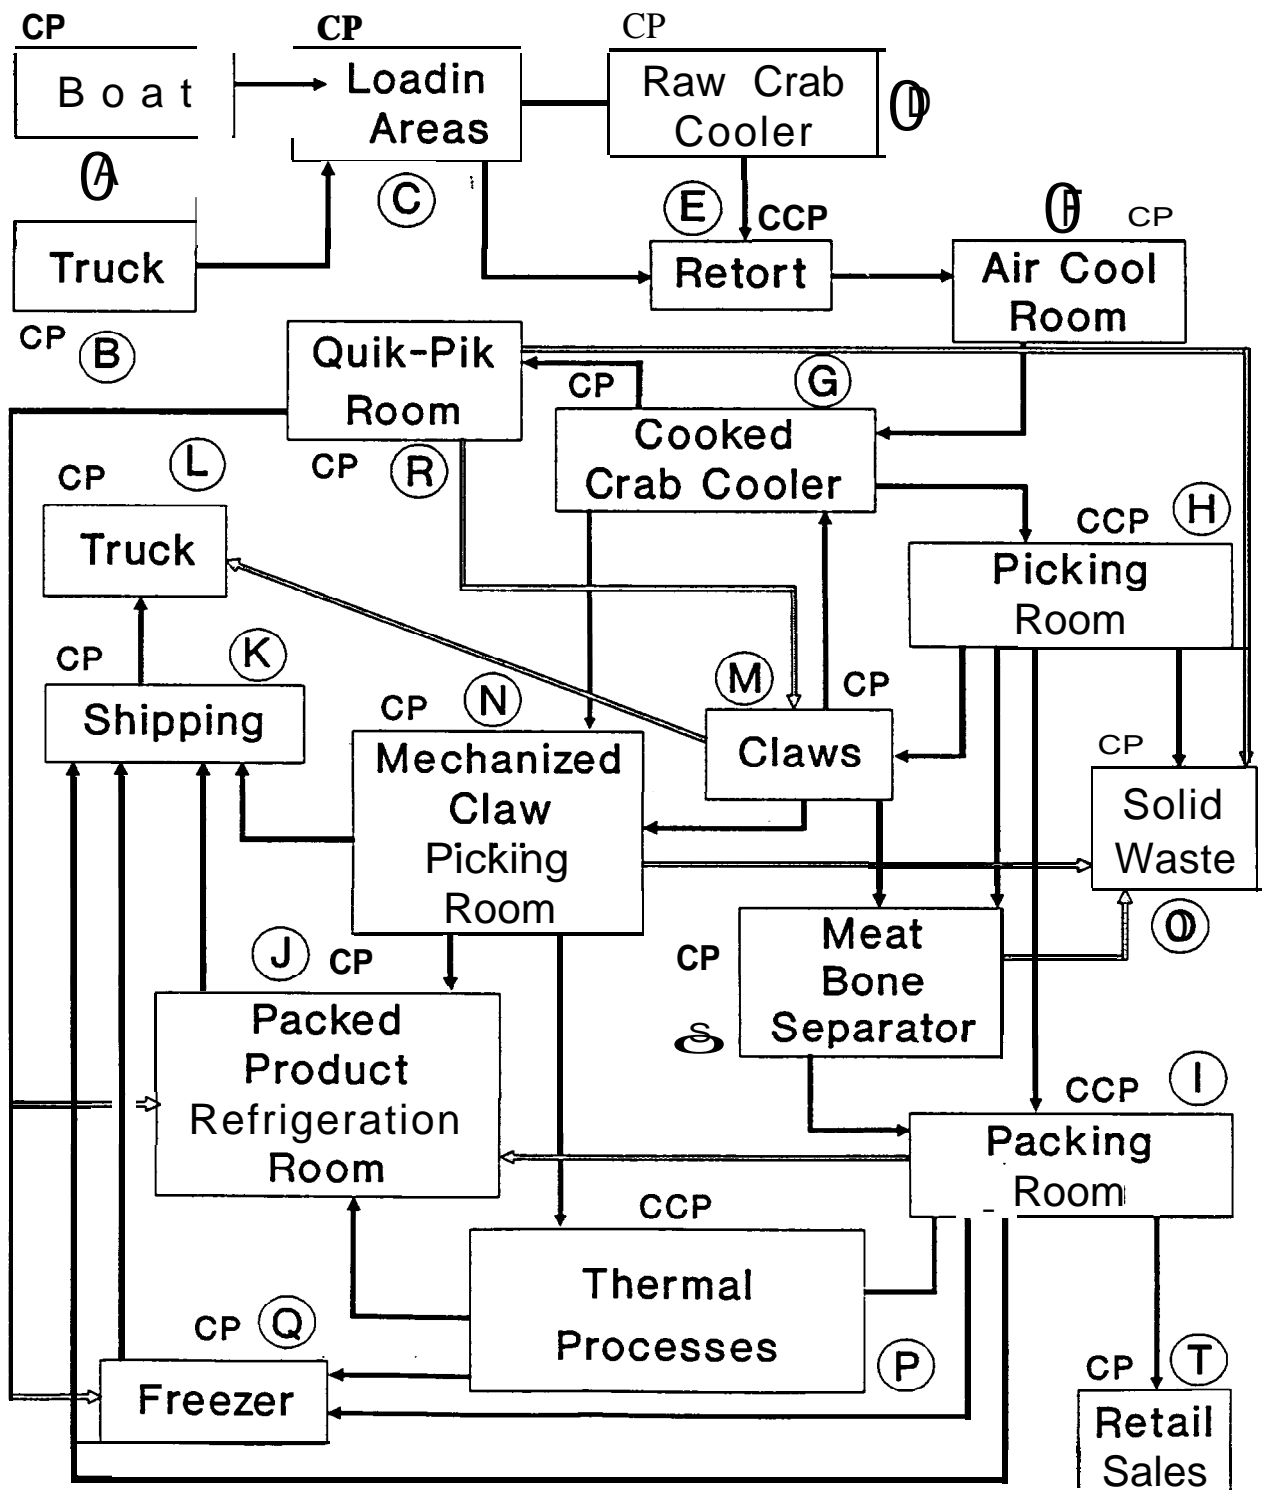 CP
CP
CP
Boat
Loadin
Areas
Raw Crab
Cooler
D
A
C
E
CCP
F
CP
Truck
Retort
Air Cool
Room
CP
B
Quik-Pik
Room
CP
G
Cooked
Crab Cooler
CP
L
CP
R
CCP
H
Truck
Picking
Room
CP
K
M
CP
CP
N
Shipping
Claws
CP
Mechanized
Claw
Picking
Room
Solid
Waste
O
J
CP
CP
Meat
Bone
Separator
S
Packed
Product
Refrigeration
Room
CCP
I
Packing
Room
CCP
Thermal
Processes
P
CP
Q
Freezer
CP
T
Retail
Sales